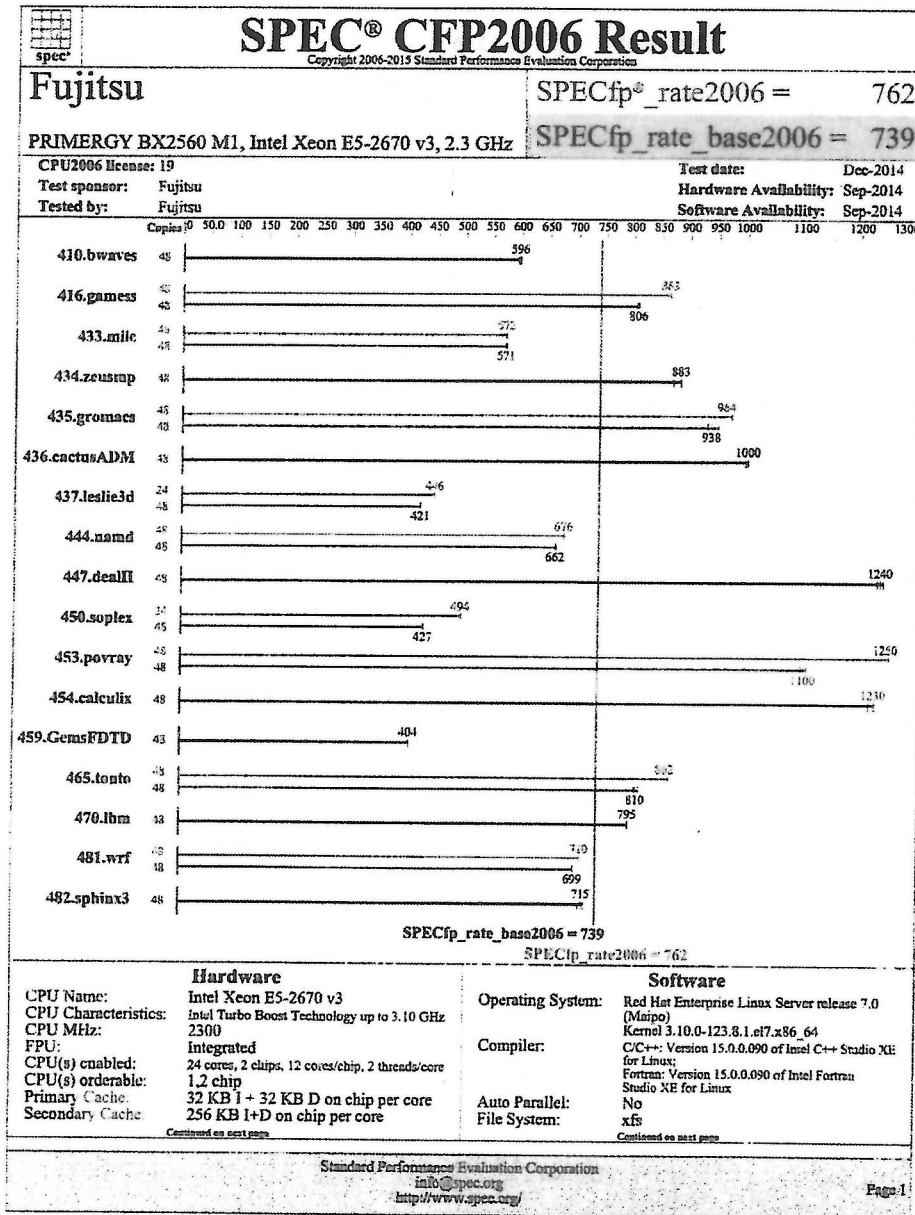 spec®
SPEC® CFP2006 Result
Copyright 2006-2015 Standard Performance Evaluation Corporation
Fujitsu
PRIMERGY BX2560 M1, Intel Xeon E5-2670 v3, 2.3 GHz
SPECfp®_rate2006 = 762
SPECfp_rate_base2006 = 739
CPU2006 license: 19
Test sponsor: Fujitsu
Tested by: Fujitsu
Test date: Dec-2014
Hardware Availability: Sep-2014
Software Availability: Sep-2014
Copies 0 50.0 100 150 200 250 300 350 400 450 500 550 600 650 700 750 800 850 900 950 1000 1100 1200 1300
410.bwaves 48 596
416.gamess 48 863
48 806
433.milc 48 572
48 571
434.zeusmp 48 883
435.gromacs 48 964
48 938
436.cactusADM 48 1000
437.leslie3d 24 446
48 421
444.namd 48 676
48 662
447.dealII 48 1240
450.soplex 24 494
48 427
453.povray 48 1250
48 1100
454.calculix 48 1230
459.GemsFDTD 48 404
465.tonto 48
48 810
470.lbm 48 795
481.wrf 48 710
48 699
482.sphinx3 48 715
SPECfp_rate_base2006 = 739
SPECfp_rate2006 = 762
Hardware
CPU Name: Intel Xeon E5-2670 v3
CPU Characteristics: Intel Turbo Boost Technology up to 3.10 GHz
CPU MHz: 2300
FPU: Integrated
CPU(s) enabled: 24 cores, 2 chips, 12 cores/chip, 2 threads/core
CPU(s) orderable: 1,2 chip
Primary Cache: 32 KB I + 32 KB D on chip per core
Secondary Cache: 256 KB I+D on chip per core
Continued on next page
Software
Operating System: Red Hat Enterprise Linux Server release 7.0
(Maipo)
Kernel 3.10.0-123.8.1.el7.x86_64
Compiler: C/C++: Version 15.0.0.090 of Intel C++ Studio XE
for Linux;
Fortran: Version 15.0.0.090 of Intel Fortran
Studio XE for Linux
Auto Parallel: No
File System: xfs
Continued on next page
Standard Performance Evaluation Corporation
info@spec.org
http://www.spec.org/
Page 1